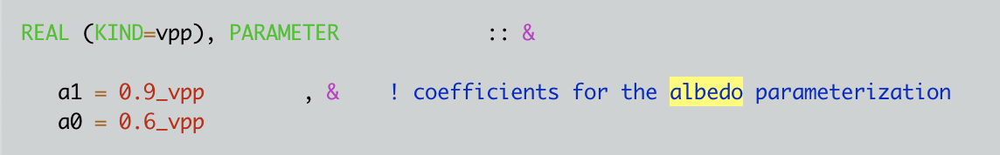 REAL (KIND=vpp), PARAMETER :: &
a1 = 0.9_vpp , & ! coefficients for the albedo parameterization
a0 = 0.6_vpp